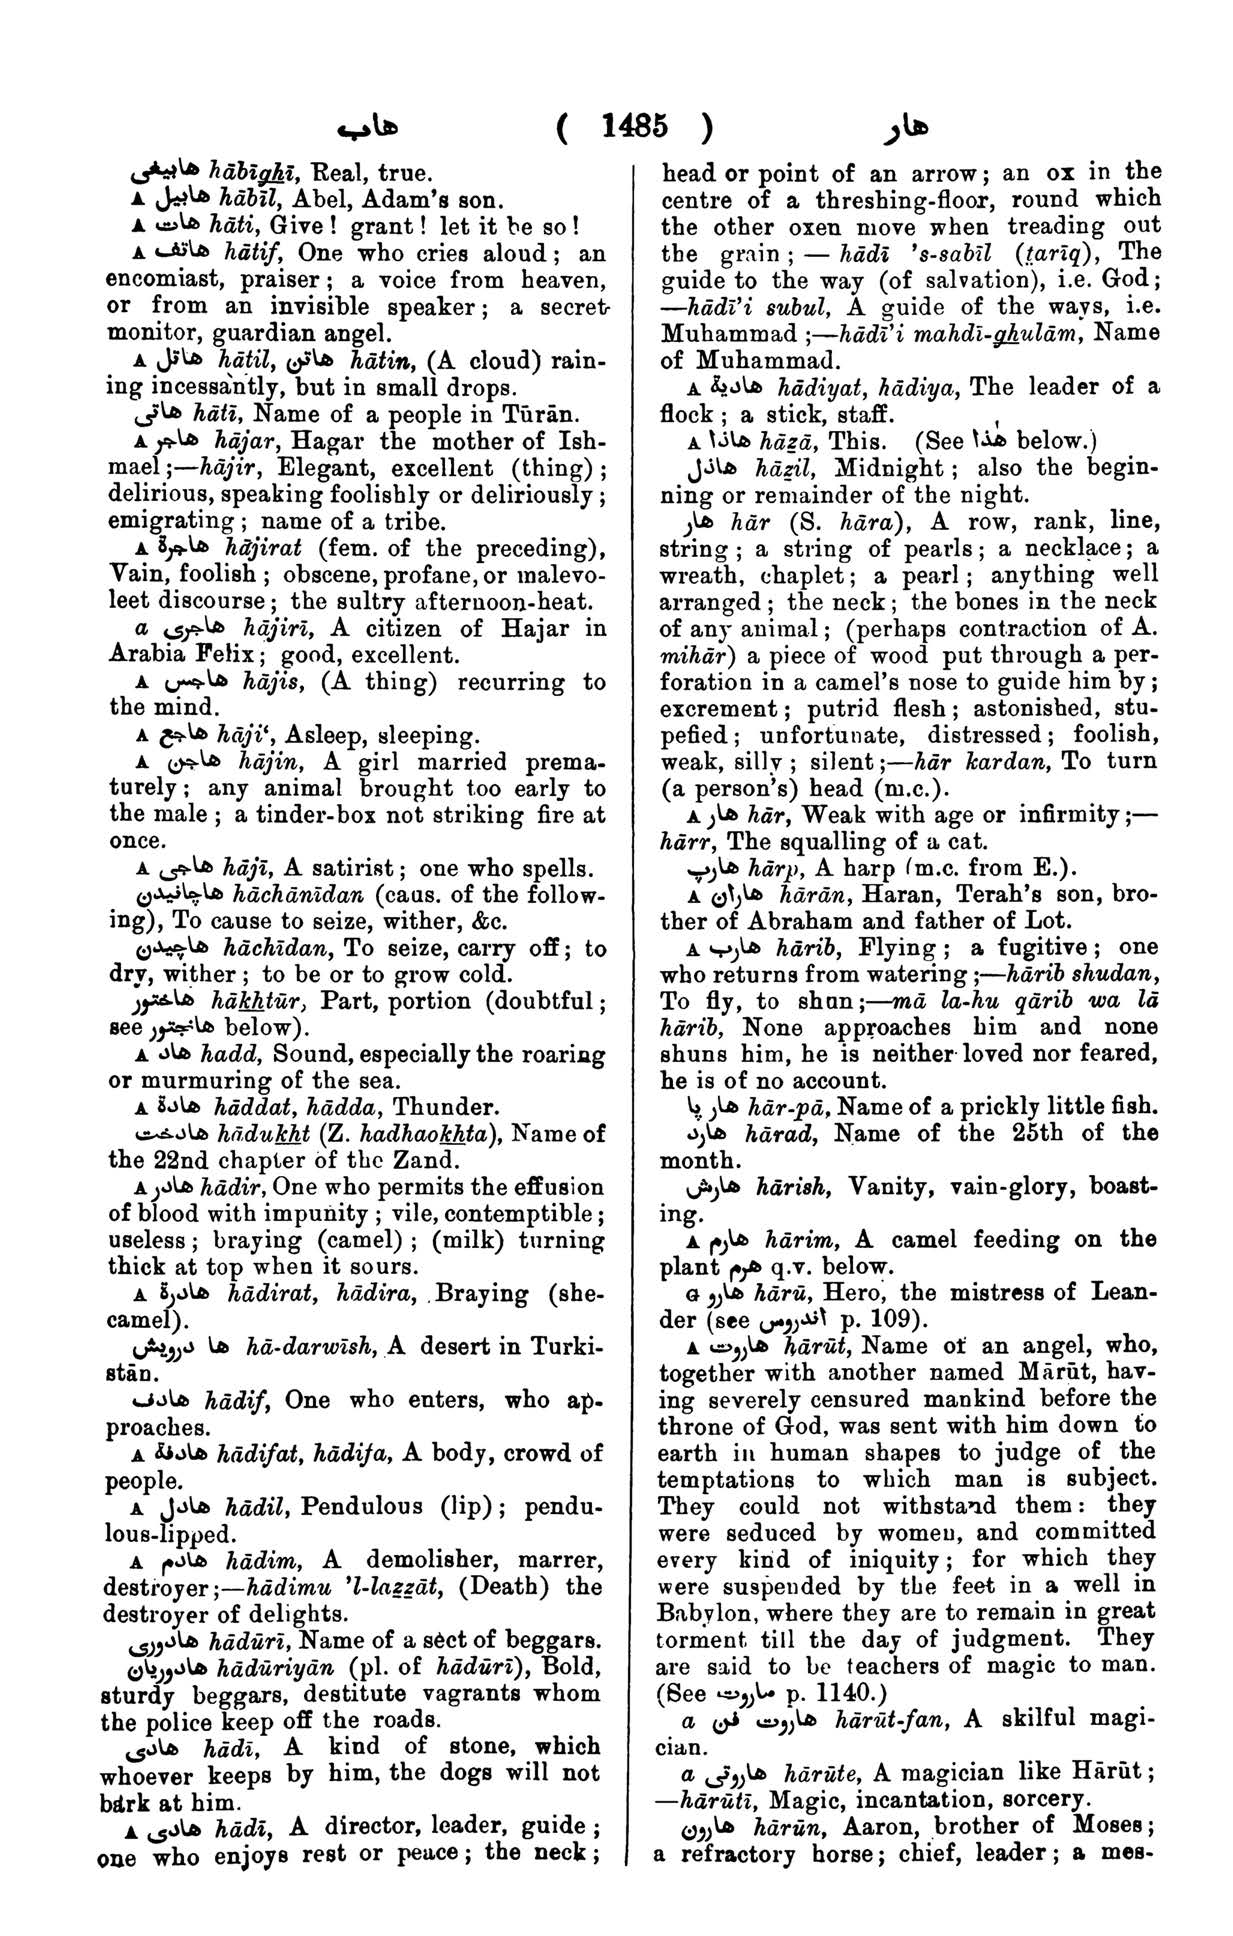 هاب ( 1485 ) هار
هابیغی hābīghī, Real, true.
A هابیل hābīl, Abel, Adam's son.
A هات hāti, Give! grant! let it be so!
A هاتف hātif, One who cries aloud; an
encomiast, praiser; a voice from heaven,
or from an invisible speaker; a secret
monitor, guardian angel.
A هاتل hātil, هاتن hātin, (A cloud) rain-
ing incessantly, but in small drops.
هاتی hātī, Name of a people in Tūrān.
A هاجر hājar, Hagar the mother of Ish-
mael;—hājir, Elegant, excellent (thing);
delirious, speaking foolishly or deliriously;
emigrating; name of a tribe.
A هاجرة hājirat (fem. of the preceding),
Vain, foolish; obscene, profane, or malevo-
leet discourse; the sultry afternoon-heat.
a هاجری hājirī, A citizen of Hajar in
Arabia Felix; good, excellent.
A هاجس hājis, (A thing) recurring to
the mind.
A هاجع hāji‘, Asleep, sleeping.
A هاجن hājin, A girl married prema-
turely; any animal brought too early to
the male; a tinder-box not striking fire at
once.
A هاجی hājī, A satirist; one who spells.
هاچانیدن hāchānīdan (caus. of the follow-
ing), To cause to seize, wither, &c.
هاچیدن hāchīdan, To seize, carry off; to
dry, wither; to be or to grow cold.
هاختور hākhtūr, Part, portion (doubtful;
see هانجتور below).
A هاد hadd, Sound, especially the roaring
or murmuring of the sea.
A هادة hāddat, hādda, Thunder.
هادخت hādukht (Z. hadhaokhta), Name of
the 22nd chapter of the Zand.
A هادر hādir, One who permits the effusion
of blood with impunity; vile, contemptible;
useless; braying (camel); (milk) turning
thick at top when it sours.
A هادرة hādirat, hādira, Braying (she-
camel).
ها درویش hā-darwīsh, A desert in Turki-
stān.
هادف hādif, One who enters, who ap-
proaches.
A هادفة hādifat, hādifa, A body, crowd of
people.
A هادل hādil, Pendulous (lip); pendu-
lous-lipped.
A هادم hādim, A demolisher, marrer,
destroyer;—hādimu 'l-lazzāt, (Death) the
destroyer of delights.
هادوری hādūrī, Name of a sect of beggars.
هادوریان hādūriyān (pl. of hādūrī), Bold,
sturdy beggars, destitute vagrants whom
the police keep off the roads.
هادی hādī, A kind of stone, which
whoever keeps by him, the dogs will not
bark at him.
A هادی hādī, A director, leader, guide;
one who enjoys rest or peace; the neck;
head or point of an arrow; an ox in the
centre of a threshing-floor, round which
the other oxen move when treading out
the grain;—hādī 's-sabīl (t̤arīq), The
guide to the way (of salvation), i.e. God;
—hādī'i subul, A guide of the ways, i.e.
Muhammad;—hādī'i mahdī-ghulām, Name
of Muhammad.
A هادیة hādiyat, hādiya, The leader of a
flock; a stick, staff.
A هاذا hāzā, This. (See هذا below.)
هاذل hāzil, Midnight; also the begin-
ning or remainder of the night.
هار hār (S. hāra), A row, rank, line,
string; a string of pearls; a necklace; a
wreath, chaplet; a pearl; anything well
arranged; the neck; the bones in the neck
of any animal; (perhaps contraction of A.
mihār) a piece of wood put through a per-
foration in a camel's nose to guide him by;
excrement; putrid flesh; astonished, stu-
pefied; unfortunate, distressed; foolish,
weak, silly; silent;—hār kardan, To turn
(a person's) head (m.c.).
A هار hār, Weak with age or infirmity;—
hārr, The squalling of a cat.
هارپ hārp, A harp (m.c. from E.).
A هاران hārān, Haran, Terah's son, bro-
ther of Abraham and father of Lot.
A هارب hārib, Flying; a fugitive; one
who returns from watering;—hārib shudan,
To fly, to shun;—mā la-hu qārib wa lā
hārib, None approaches him and none
shuns him, he is neither loved nor feared,
he is of no account.
هار پا hār-pā, Name of a prickly little fish.
هارد hārad, Name of the 25th of the
month.
هارش hārish, Vanity, vain-glory, boast-
ing.
A هارم hārim, A camel feeding on the
plant هرم q.v. below.
G هارو hārū, Hero, the mistress of Lean-
der (see اندروس p. 109).
A هاروت hārūt, Name of an angel, who,
together with another named Mārūt, hav-
ing severely censured mankind before the
throne of God, was sent with him down to
earth in human shapes to judge of the
temptations to which man is subject.
They could not withstand them: they
were seduced by women, and committed
every kind of iniquity; for which they
were suspended by the feet in a well in
Babylon, where they are to remain in great
torment till the day of judgment. They
are said to be teachers of magic to man.
(See ماروت p. 1140.)
a هاروت فن hārūt-fan, A skilful magi-
cian.
a هاروتی hārūte, A magician like Hārūt;
—hārūtī, Magic, incantation, sorcery.
هارون hārūn, Aaron, brother of Moses;
a refractory horse; chief, leader; a mes-